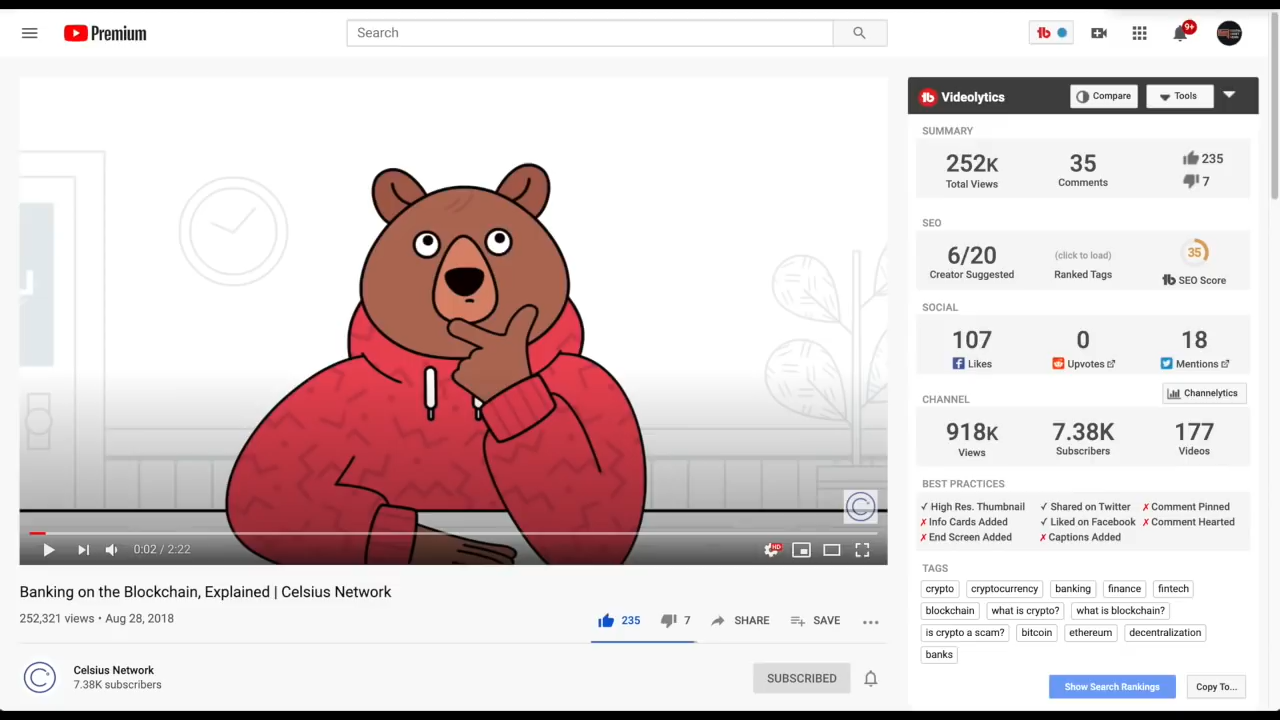 Premium
Search
9+
Videolytics
Compare
Tools
SUMMARY
252K
35
235
Total Views
Comments
7
SEO
6/20
(click to load)
35
Creator Suggested
Ranked Tags
SEO Score
SOCIAL
107
0
18
Likes
Upvotes
Mentions
CHANNEL
Channelytics
918K
7.38K
177
Views
Subscribers
Videos
BEST PRACTICES
✓ High Res. Thumbnail ✓ Shared on Twitter ✗ Comment Pinned
✗ Info Cards Added ✓ Liked on Facebook ✗ Comment Hearted
✗ End Screen Added ✗ Captions Added
TAGS
crypto cryptocurrency banking finance fintech
blockchain what is crypto? what is blockchain?
is crypto a scam? bitcoin ethereum decentralization
banks
Show Search Rankings Copy To...
0:02 / 2:22
HD
Banking on the Blockchain, Explained | Celsius Network
252,321 views • Aug 28, 2018
235 7 SHARE SAVE
Celsius Network
7.38K subscribers
SUBSCRIBED